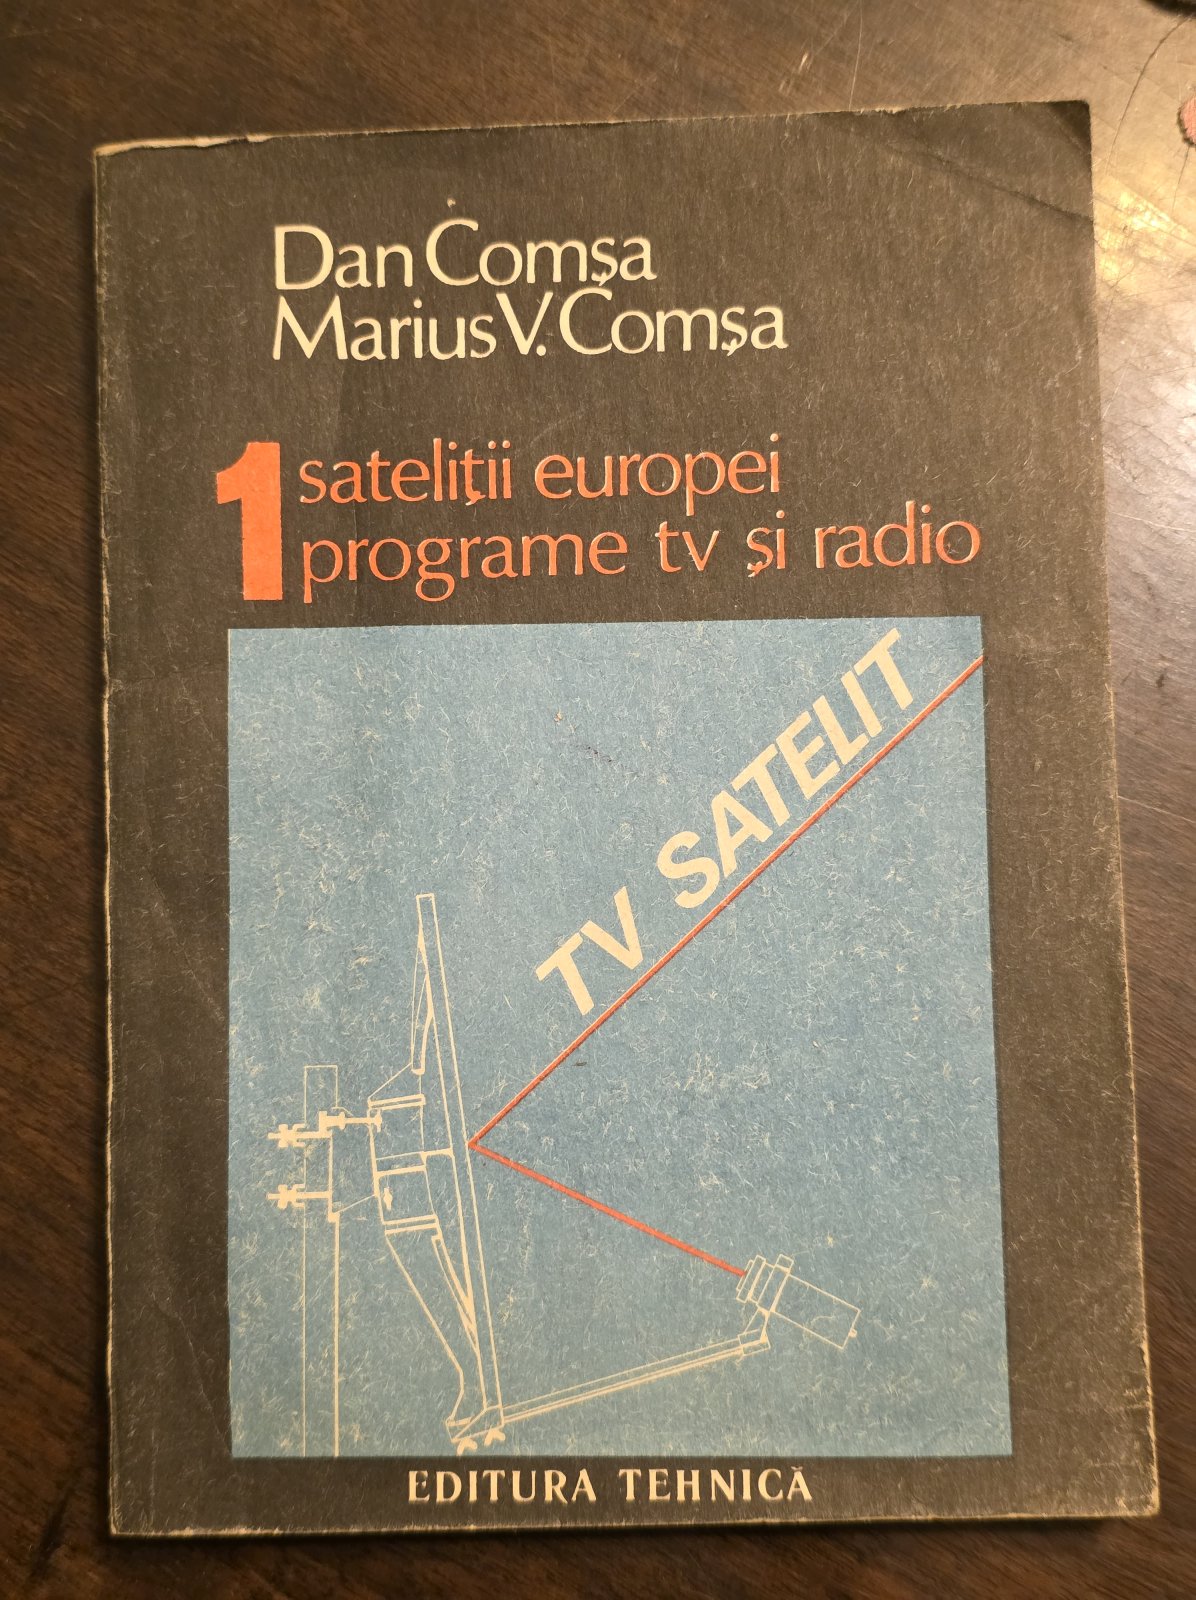 Dan Comșa
Marius V. Comșa
1 sateliții europei
programe tv și radio
TV SATELIT
EDITURA TEHNICĂ